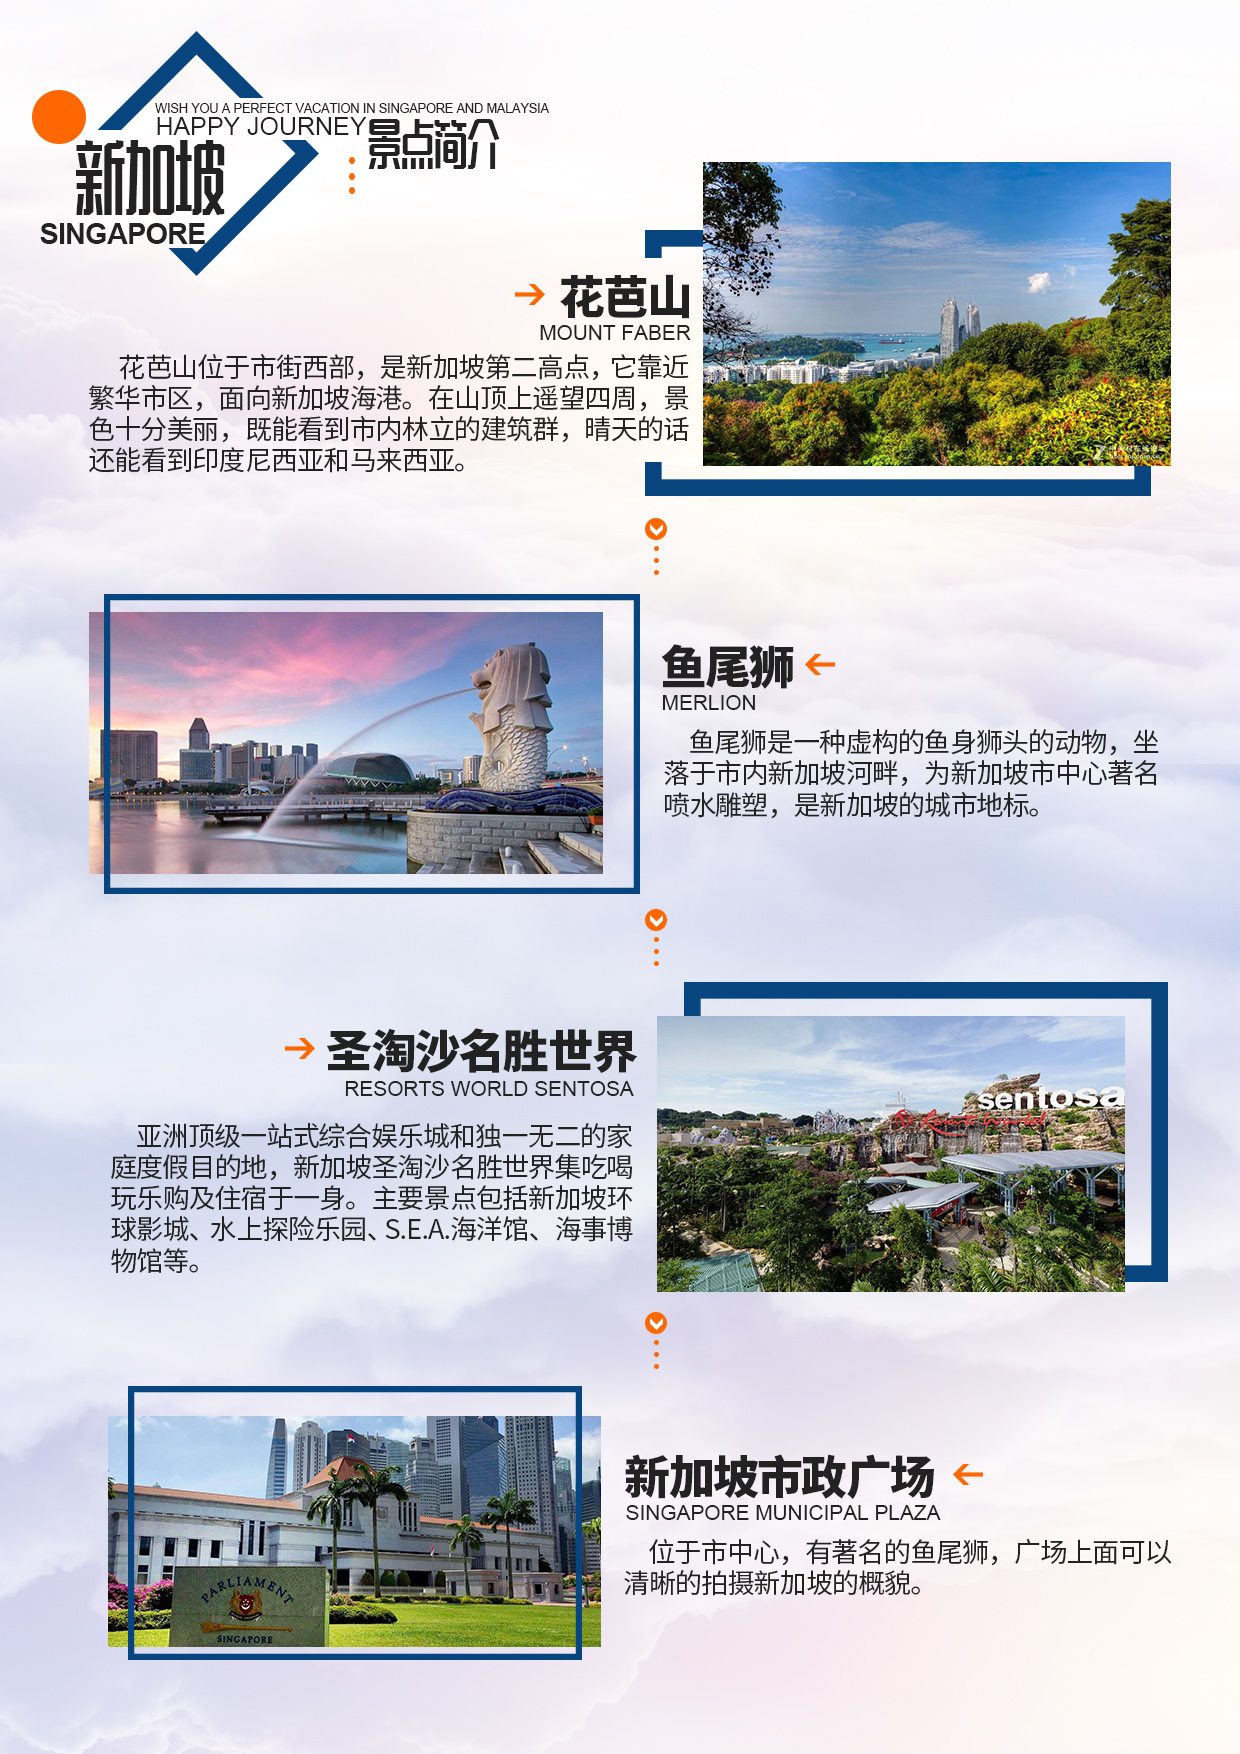 WISH YOU A PERFECT VACATION IN SINGAPORE AND MALAYSIA
HAPPY JOURNEY
景点简介
新加坡
SINGAPORE
花芭山
MOUNT FABER
花芭山位于市街西部，是新加坡第二高点，它靠近
繁华市区，面向新加坡海港。在山顶上遥望四周，景
色十分美丽，既能看到市内林立的建筑群，晴天的话
还能看到印度尼西亚和马来西亚。
鱼尾狮
MERLION
鱼尾狮是一种虚构的鱼身狮头的动物，坐
落于市内新加坡河畔，为新加坡市中心著名
喷水雕塑，是新加坡的城市地标。
圣淘沙名胜世界
RESORTS WORLD SENTOSA
亚洲顶级一站式综合娱乐城和独一无二的家
庭度假目的地，新加坡圣淘沙名胜世界集吃喝
玩乐购及住宿于一身。主要景点包括新加坡环
球影城、水上探险乐园、S.E.A.海洋馆、海事博
物馆等。
sentosa
新加坡市政广场
SINGAPORE MUNICIPAL PLAZA
位于市中心，有著名的鱼尾狮，广场上面可以
清晰的拍摄新加坡的概貌。
PARLIAMENT
SINGAPORE